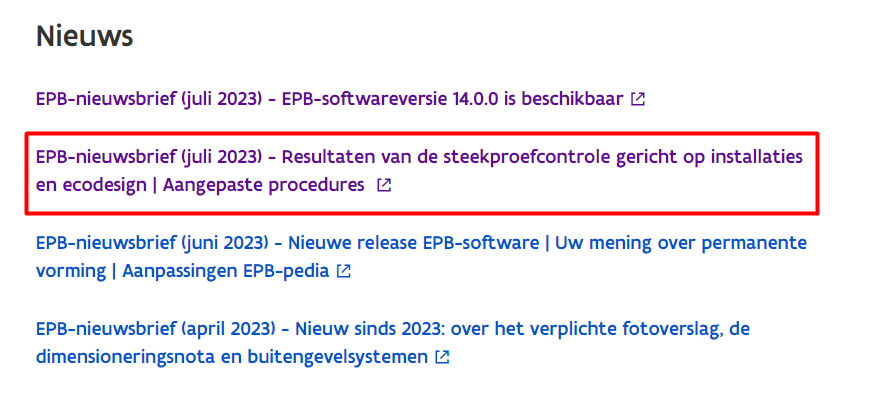 Nieuws
EPB-nieuwsbrief (juli 2023) - EPB-softwareversie 14.0.0 is beschikbaar
EPB-nieuwsbrief (juli 2023) - Resultaten van de steekproefcontrole gericht op installaties
en ecodesign | Aangepaste procedures
EPB-nieuwsbrief (juni 2023) - Nieuwe release EPB-software | Uw mening over permanente
vorming | Aanpassingen EPB-pedia
EPB-nieuwsbrief (april 2023) - Nieuw sinds 2023: over het verplichte fotoverslag, de
dimensioneringsnota en buitengevelsystemen